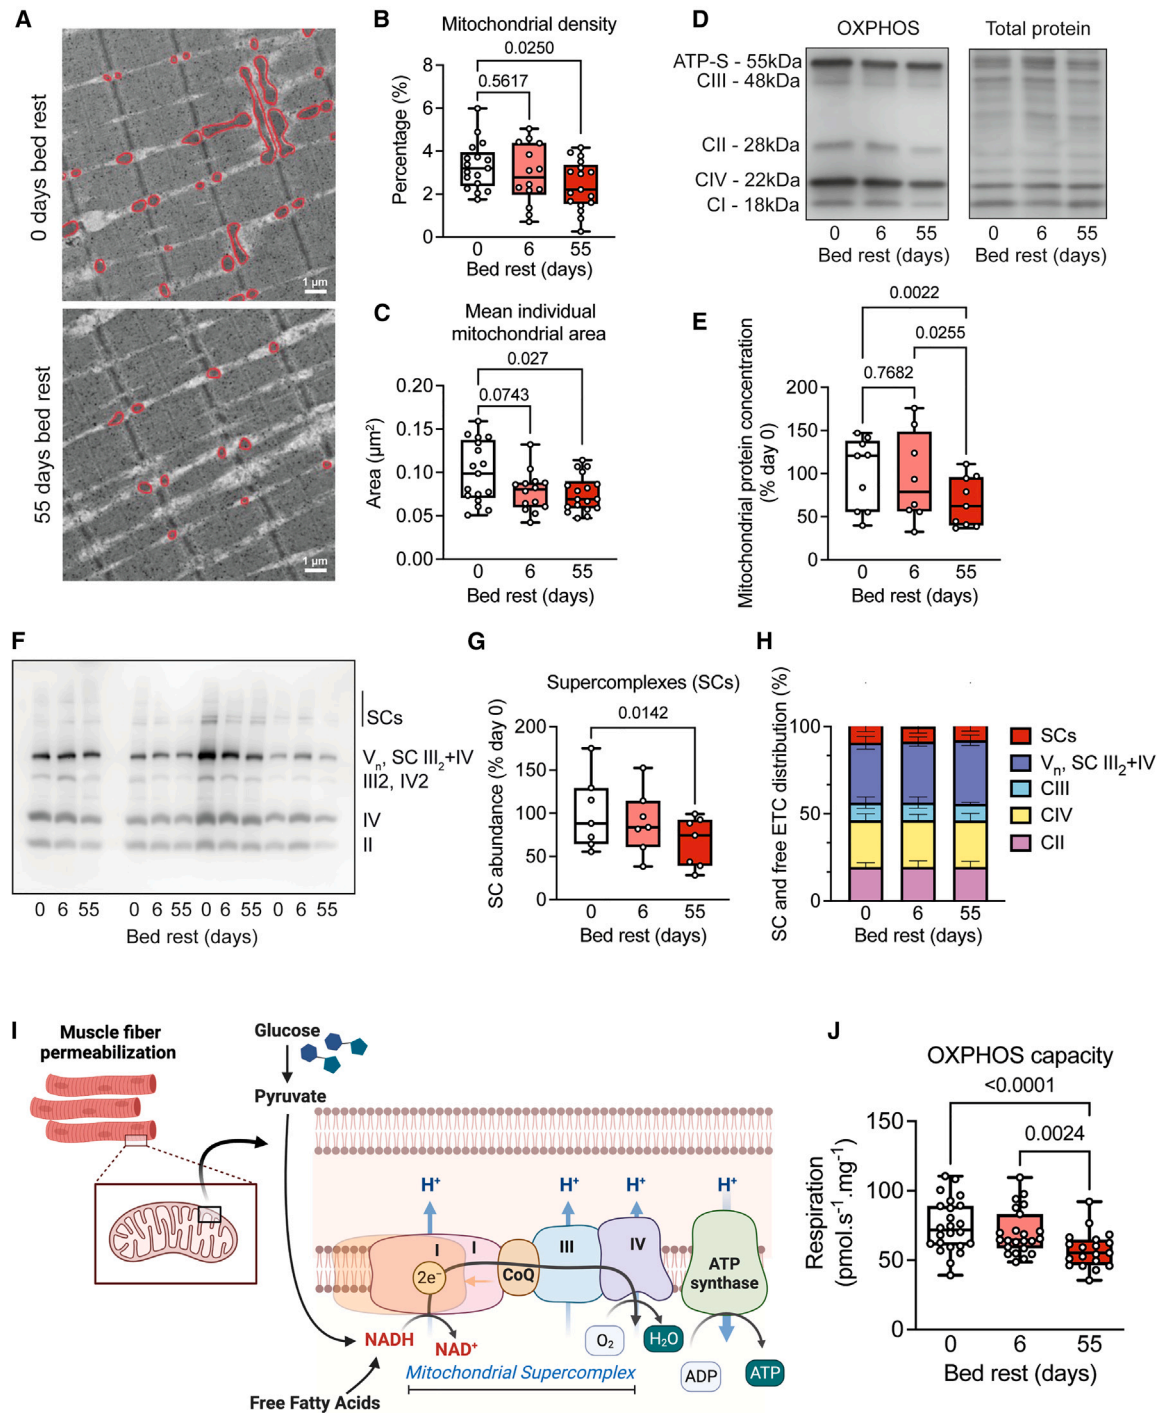 A
0 days bed rest
1 µm
55 days bed rest
1 µm
B
Mitochondrial density
0.0250
0.5617
Percentage (%)
8
6
4
2
0
0 6 55
Bed rest (days)
C
Mean individual
mitochondrial area
0.027
0.0743
Area (µm²)
0.20
0.15
0.10
0.05
0.00
0 6 55
Bed rest (days)
D
OXPHOS
Total protein
ATP-S - 55kDa
CIII - 48kDa
CII - 28kDa
CIV - 22kDa
CI - 18kDa
0 6 55
Bed rest (days)
0 6 55
Bed rest (days)
E
0.0022
0.0255
0.7682
Mitochondrial protein concentration
(% day 0)
200
150
100
50
0
0 6 55
Bed rest (days)
F
SCs
Vn, SC III2+IV
III2, IV2
IV
II
0 6 55 0 6 55 0 6 55 0 6 55
Bed rest (days)
G
Supercomplexes (SCs)
0.0142
SC abundance (% day 0)
200
150
100
50
0
0 6 55
Bed rest (days)
H
SC and free ETC distribution (%)
100
50
0
0 6 55
Bed rest (days)
SCs
Vn, SC III2+IV
CIII
CIV
CII
I
Muscle fiber
permeabilization
Glucose
Pyruvate
H+
H+
H+
H+
I
I
III
IV
2e−
CoQ
ATP
synthase
NADH
NAD+
O2
H2O
ADP
ATP
Mitochondrial Supercomplex
Free Fatty Acids
J
OXPHOS capacity
<0.0001
0.0024
Respiration
(pmol.s-1.mg-1)
150
100
50
0
0 6 55
Bed rest (days)